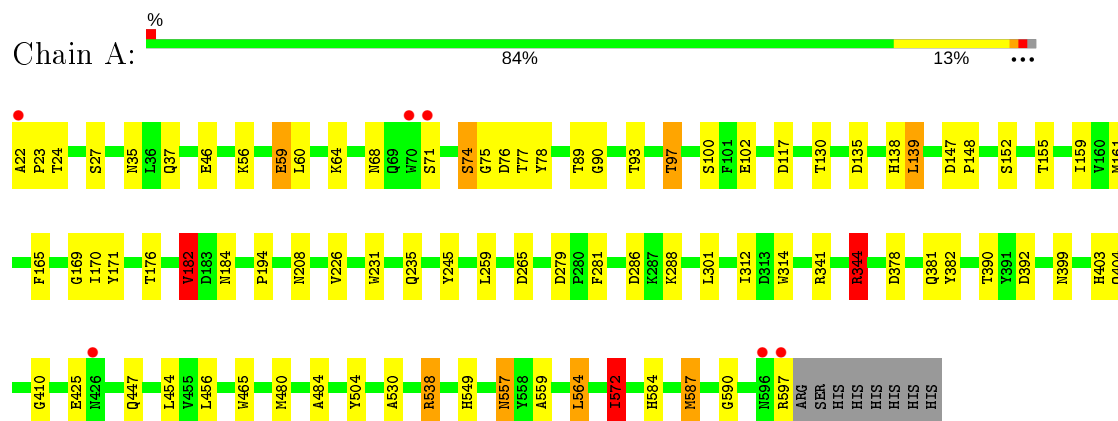 %
Chain A:
84% 13% •••
A22 P23 T24 S27 N35 L36 Q37 E46 K56 E59 L60 K64 N68 Q69 W70 S71 S74 G75 D76 T77 Y78 T89 G90 T93 T97 S100 F101 E102 D117 T130 D135 H138 L139 D147 P148 S152 T155 I159 V160 M161
F165 G169 I170 Y171 T176 V182 D183 N184 P194 N208 V226 W231 Q235 Y245 L259 D265 D279 P280 F281 D286 K287 K288 L301 I312 D313 W314 R341 R344 D378 Q381 Y382 T390 Y391 D392 N399 H403 Q404
G410 E425 N426 Q447 L454 V455 L456 W465 M480 A484 Y504 A530 R538 H549 N557 Y558 A559 L564 I572 H584 M587 G590 N596 R597 ARG SER HIS HIS HIS HIS HIS HIS